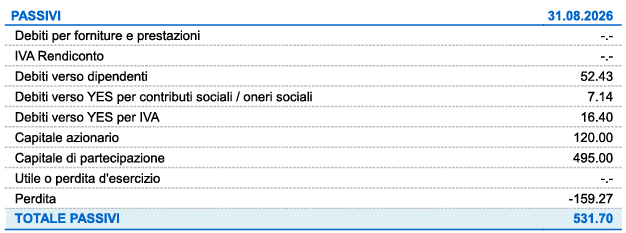 PASSIVI 31.08.2026
Debiti per forniture e prestazioni -.-
IVA Rendiconto -.-
Debiti verso dipendenti 52.43
Debiti verso YES per contributi sociali / oneri sociali 7.14
Debiti verso YES per IVA 16.40
Capitale azionario 120.00
Capitale di partecipazione 495.00
Utile o perdita d'esercizio -.-
Perdita -159.27
TOTALE PASSIVI 531.70